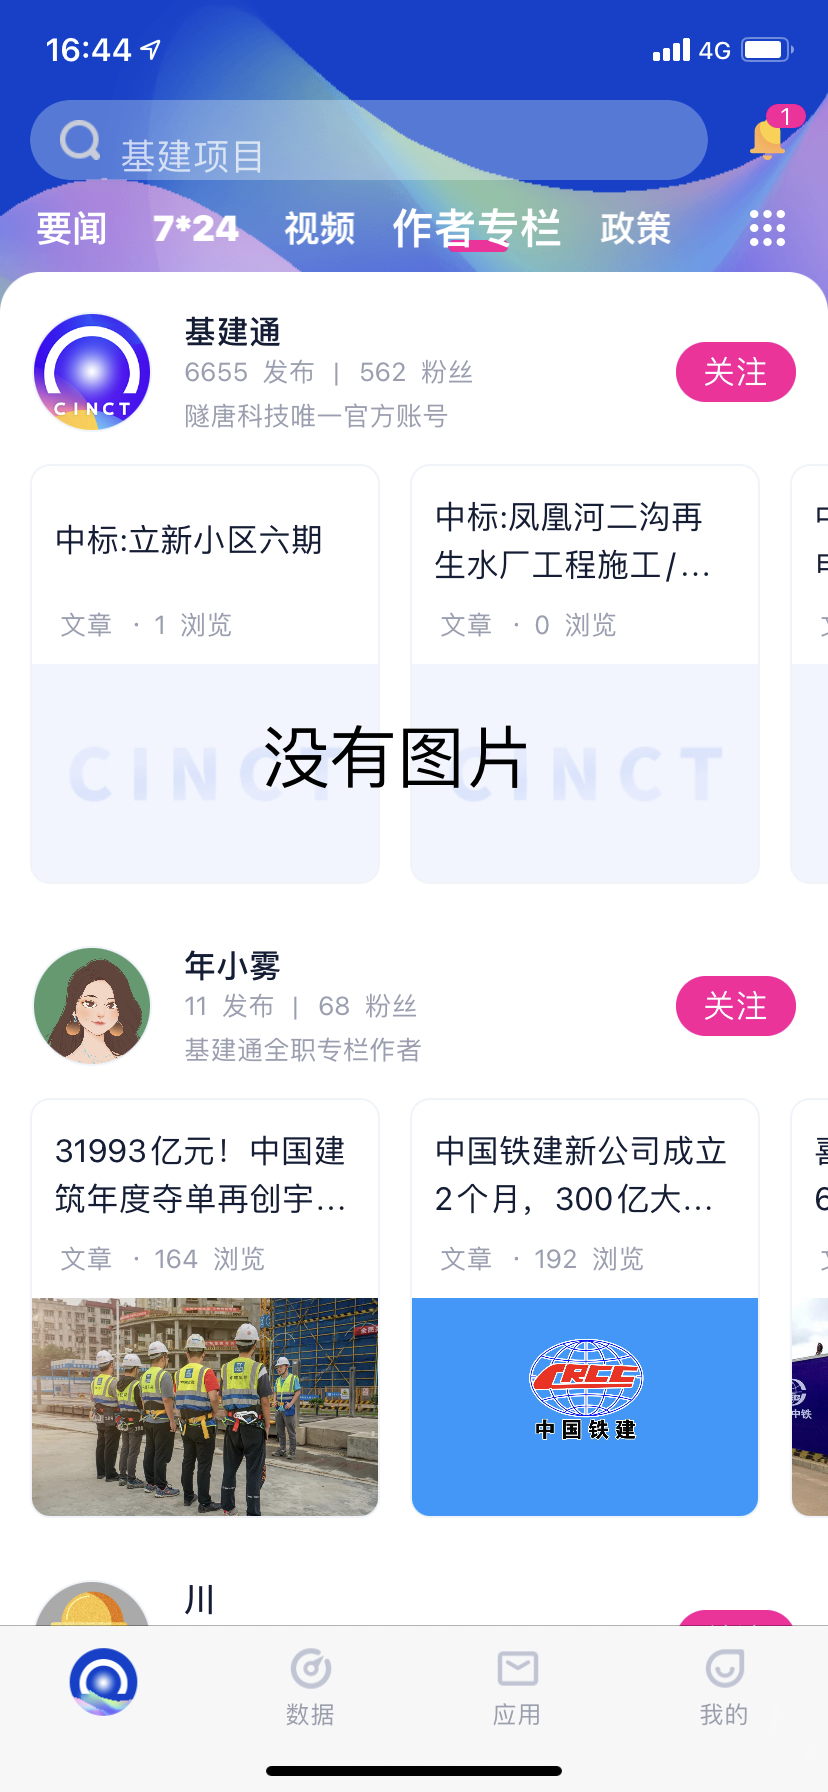 16:44
4G
基建项目
1
要闻 7*24 视频 作者专栏 政策
基建通
6655 发布 | 562 粉丝
关注
隧唐科技唯一官方账号
CINCT
中标:立新小区六期
文章 · 1 浏览
中标:凤凰河二沟再
生水厂工程施工/...
文章 · 0 浏览
CINCT
CINCT
没有图片
年小雾
11 发布 | 68 粉丝
关注
基建通全职专栏作者
31993亿元！中国建
筑年度夺单再创宇...
文章 · 164 浏览
中国铁建新公司成立
2个月，300亿大...
文章 · 192 浏览
CRCC
中国铁建
中铁
川
数据
应用
我的